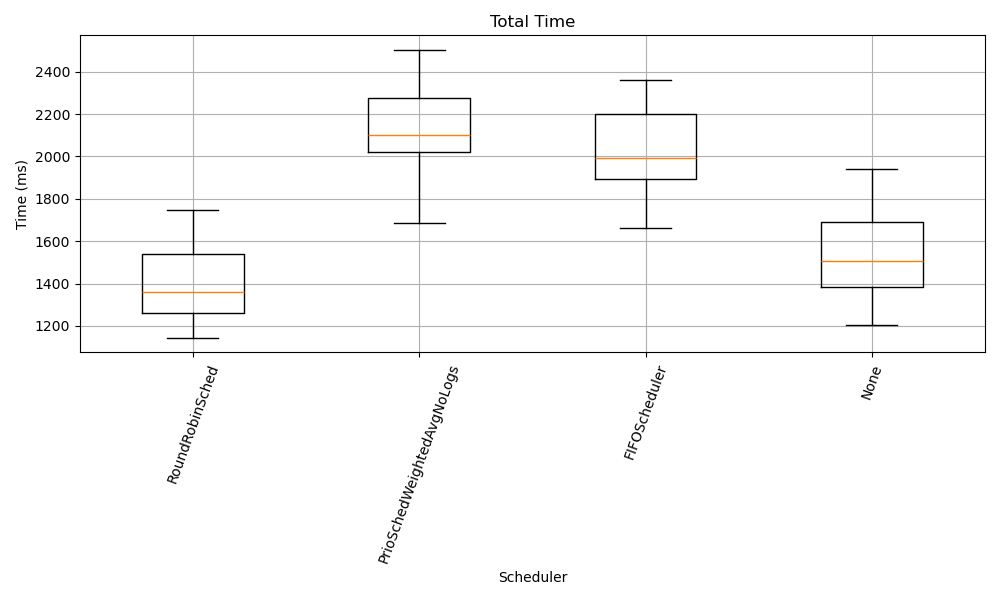 Total Time
2400
2200
2000
1800
1600
1400
1200
Time (ms)
RoundRobinSched
PrioSchedWeightedAvgNoLogs
FIFOScheduler
None
Scheduler